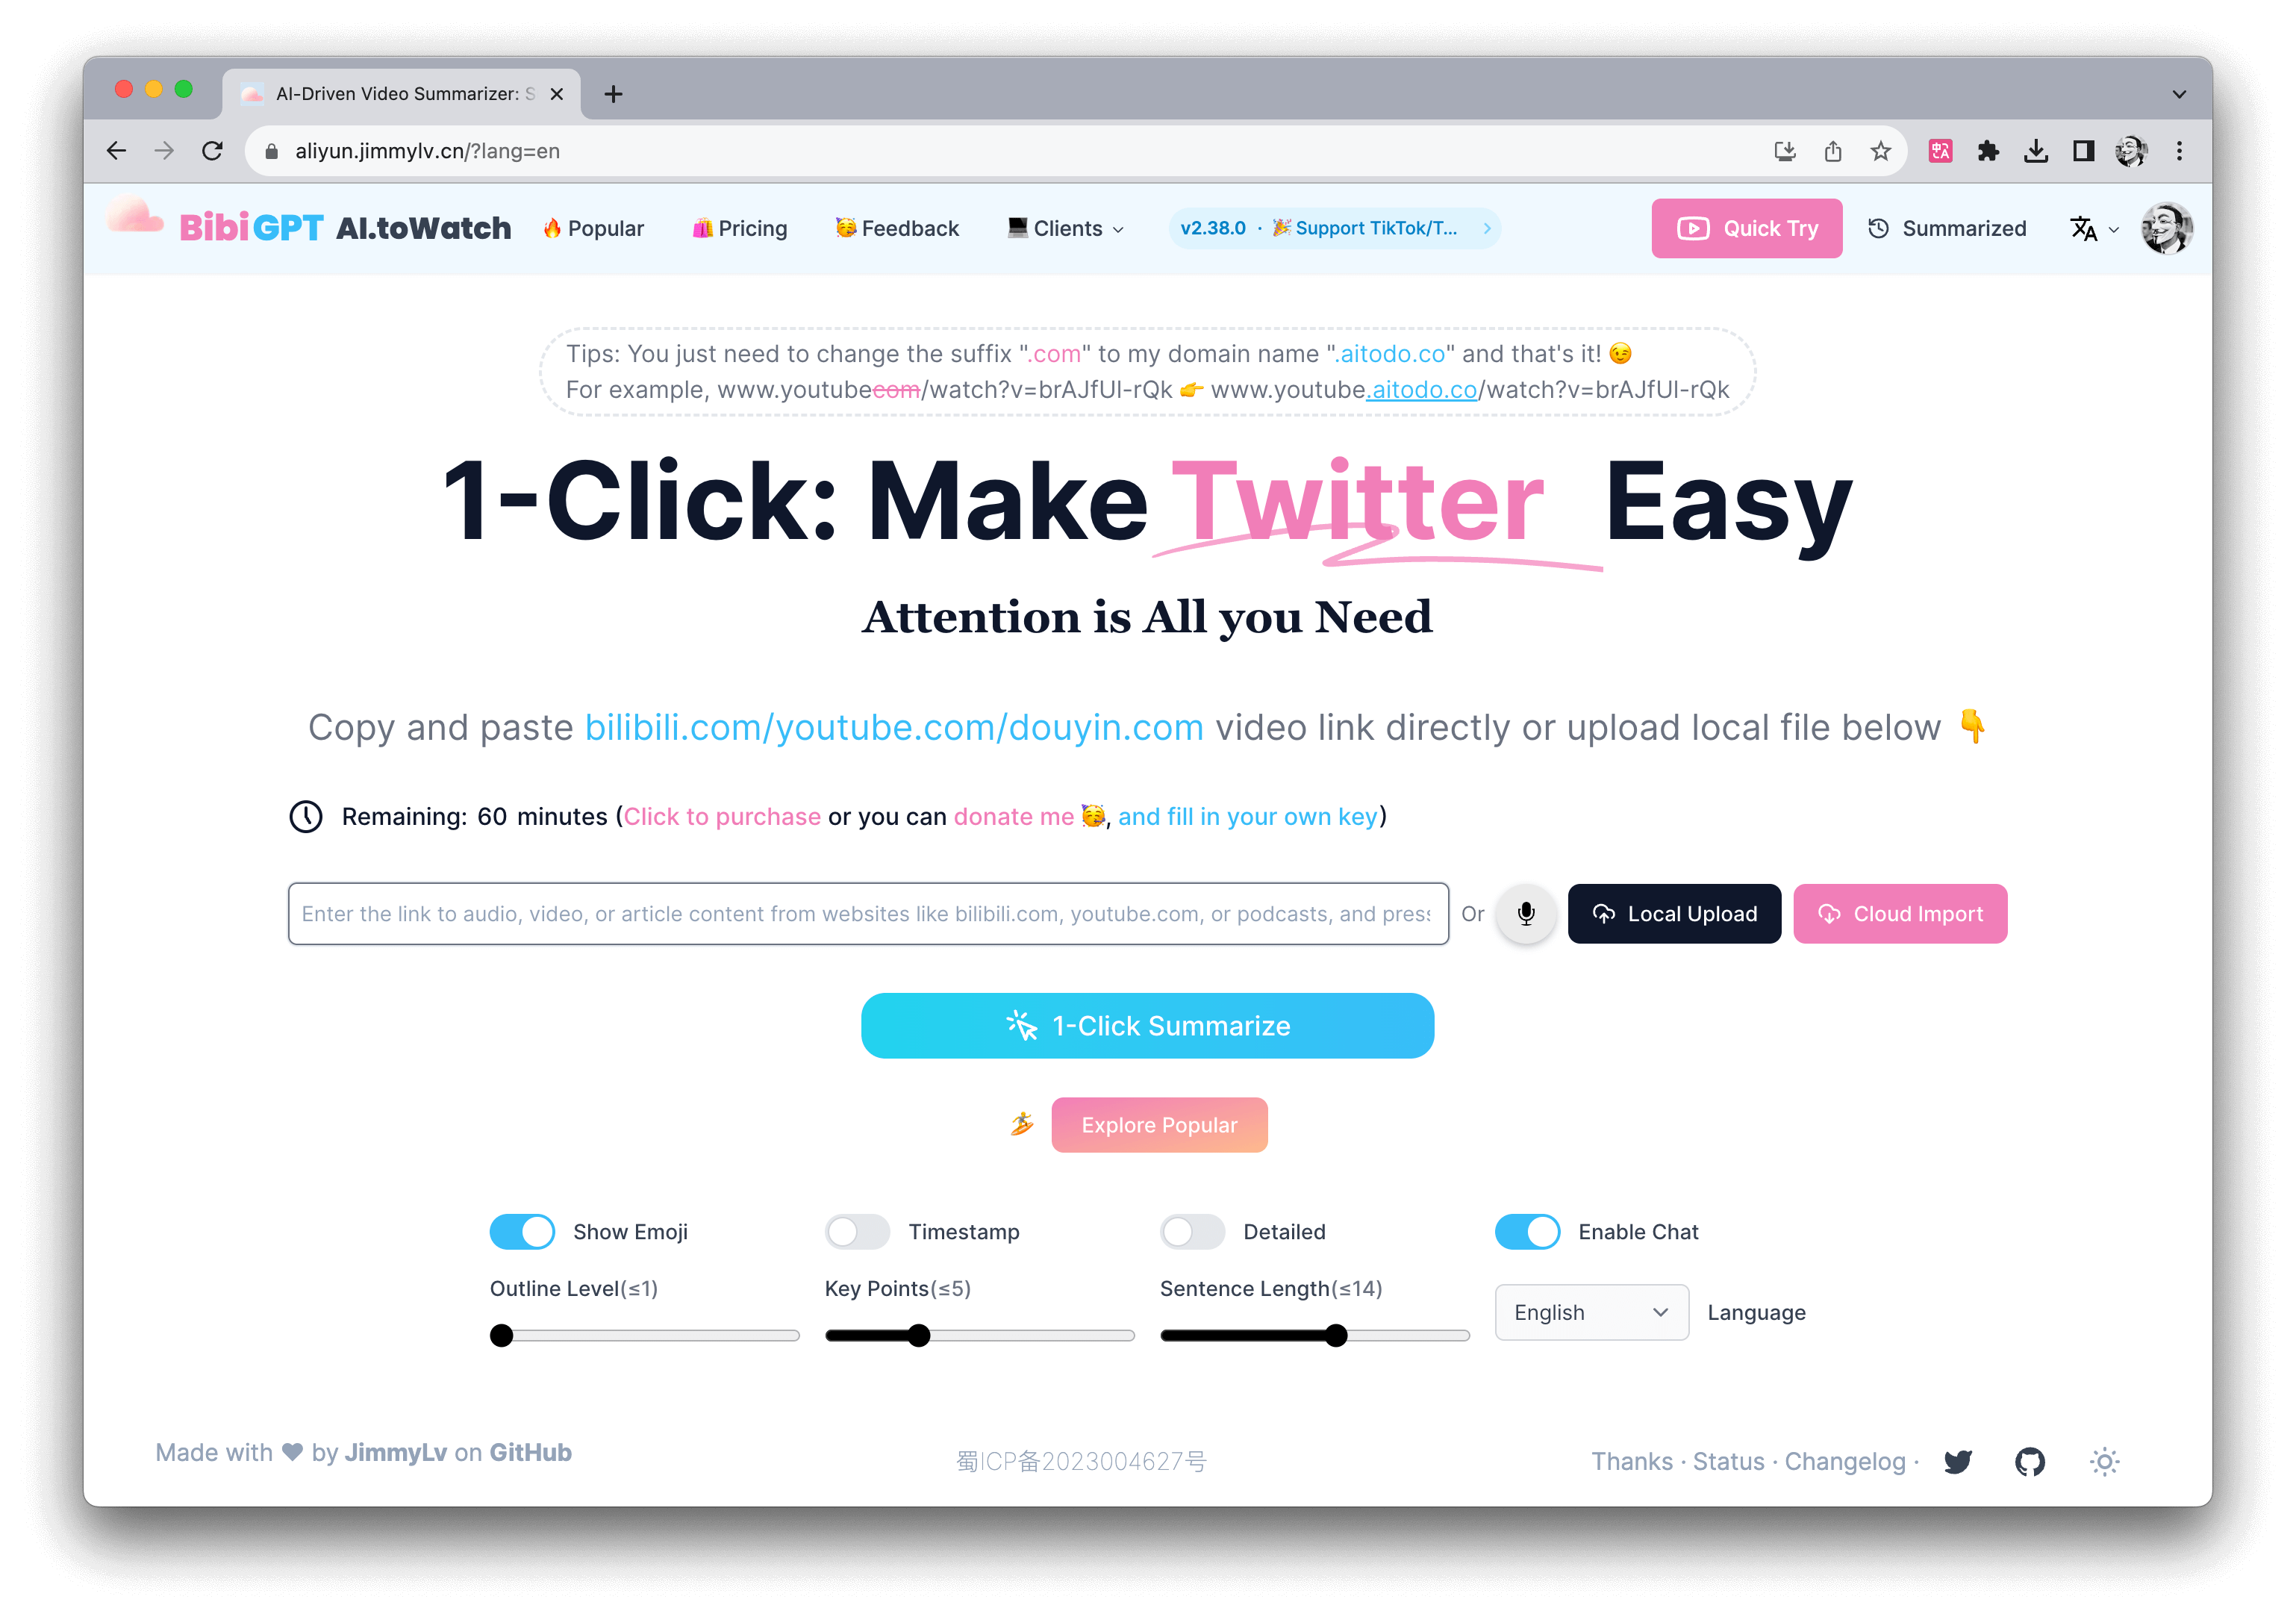 AI-Driven Video Summarizer: S
aliyun.jimmylv.cn/?lang=en
BibiGPT AI.toWatch
🔥 Popular
🛍️ Pricing
🥳 Feedback
💻 Clients
v2.38.0 · 🎉 Support TikTok/T...
Quick Try
Summarized
Tips: You just need to change the suffix ".com" to my domain name ".aitodo.co" and that's it! 😉
For example, www.youtubecom/watch?v=brAJfUI-rQk 👉 www.youtube.aitodo.co/watch?v=brAJfUI-rQk
1-Click: Make Twitter Easy
Attention is All you Need
Copy and paste bilibili.com/youtube.com/douyin.com video link directly or upload local file below 👇
Remaining: 60 minutes (Click to purchase or you can donate me 🥳, and fill in your own key)
Enter the link to audio, video, or article content from websites like bilibili.com, youtube.com, or podcasts, and press
Or
Local Upload
Cloud Import
1-Click Summarize
🏄 Explore Popular
Show Emoji
Timestamp
Detailed
Enable Chat
Outline Level(≤1)
Key Points(≤5)
Sentence Length(≤14)
English
Language
Made with ❤ by JimmyLv on GitHub
蜀ICP备2023004627号
Thanks · Status · Changelog ·